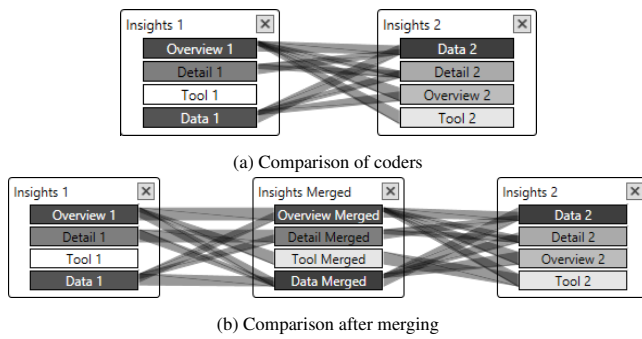 Insights 1
Overview 1
Detail 1
Tool 1
Data 1
Insights 2
Data 2
Detail 2
Overview 2
Tool 2
(a) Comparison of coders
Insights 1
Overview 1
Detail 1
Tool 1
Data 1
Insights Merged
Overview Merged
Detail Merged
Tool Merged
Data Merged
Insights 2
Data 2
Detail 2
Overview 2
Tool 2
(b) Comparison after merging